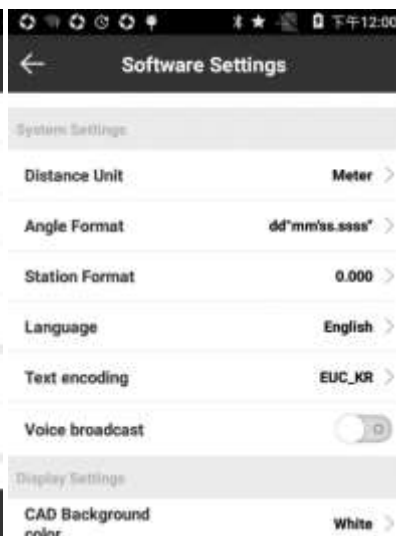 下午12:00
Software Settings
System Settings
Distance Unit Meter
Angle Format dd°mm'ss.ssss"
Station Format 0.000
Language English
Text encoding EUC_KR
Voice broadcast
Display Settings
CAD Background
color White